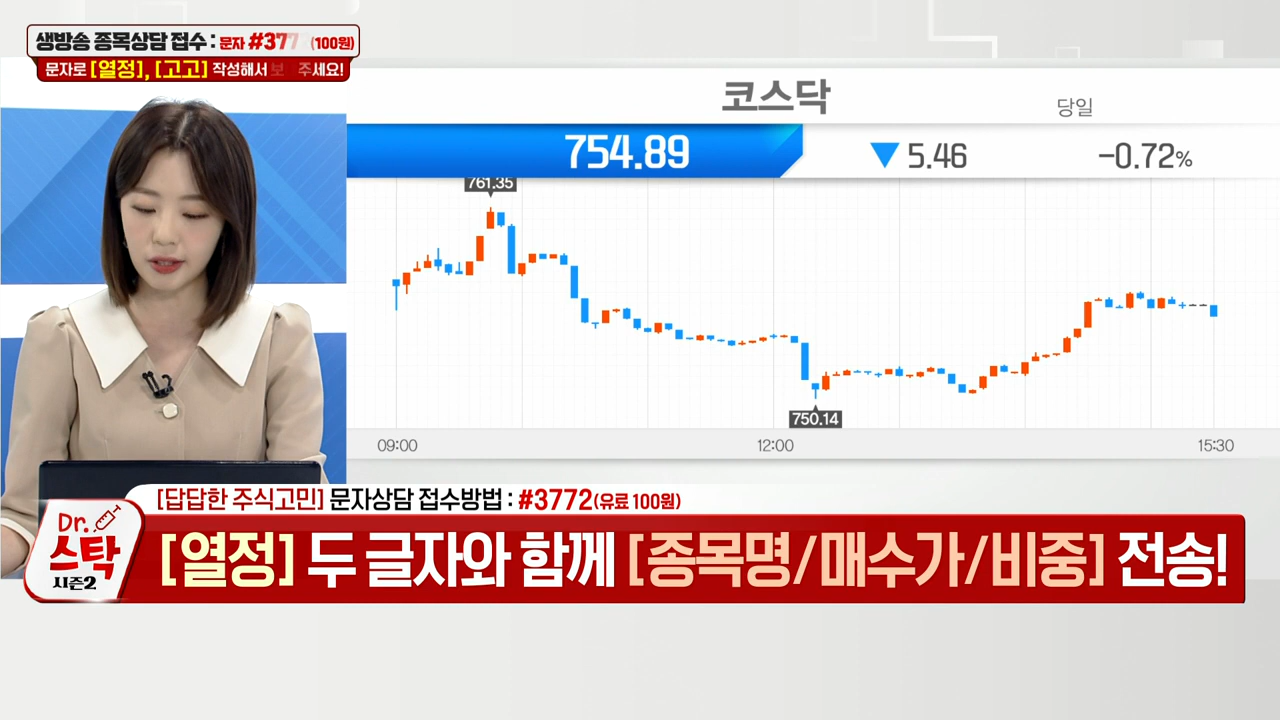 생방송 종목상담 접수 : 문자 #377 (100원)
문자로 [열정], [고고] 작성해서 보 주세요!
코스닥
당일
754.89
▼ 5.46
-0.72%
761.35
750.14
09:00
12:00
15:30
[답답한 주식고민] 문자상담 접수방법 : #3772(유료 100원)
Dr.
스탁
시즌2
[열정] 두 글자와 함께 [종목명/매수가/비중] 전송!